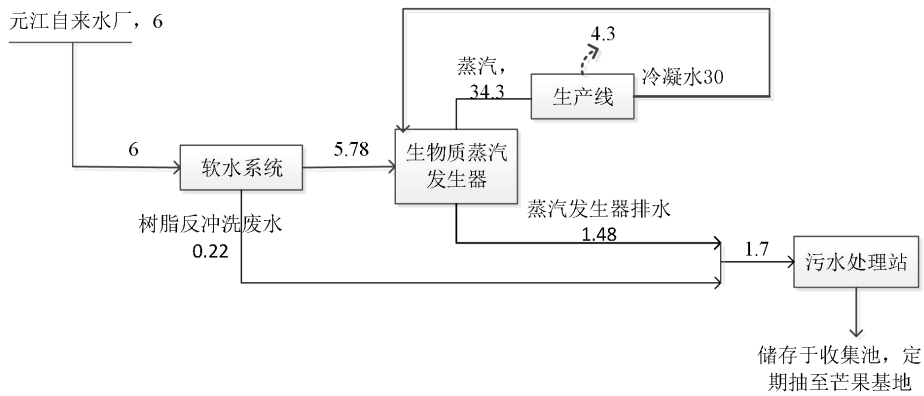 元江自来水厂，6
4.3
蒸汽，
34.3
生产线
冷凝水30
6
软水系统
5.78
生物质蒸汽
发生器
树脂反冲洗废水
0.22
蒸汽发生器排水
1.48
1.7
污水处理站
储存于收集池，定
期抽至芒果基地